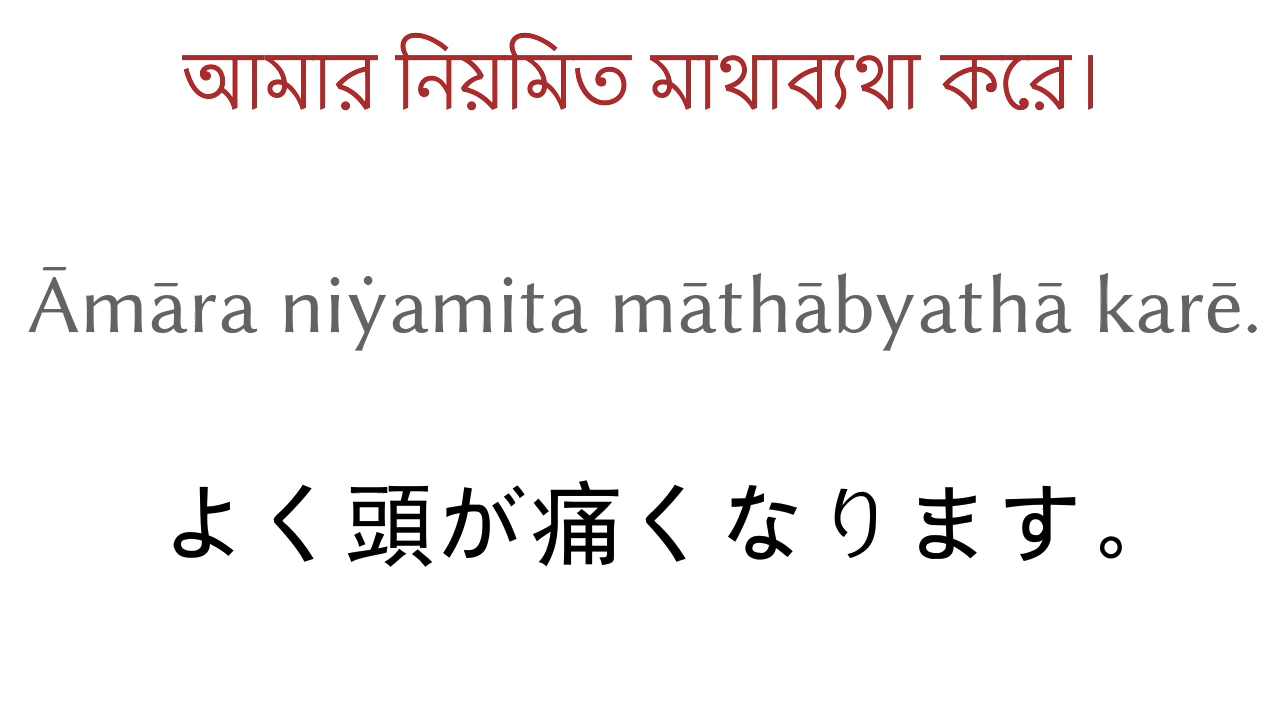 আমার নিয়মিত মাথাব্যথা করে।
Āmāra niẏamita māthābyathā karē.
よく頭が痛くなります。